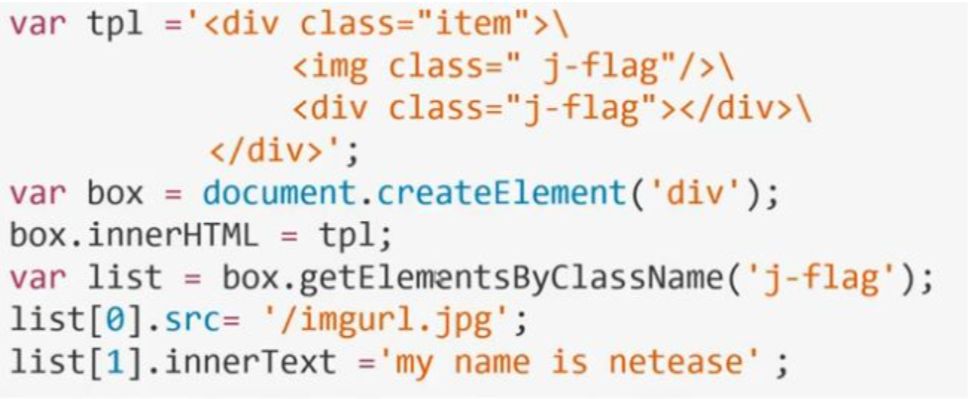 var tpl ='<div class="item">\
<img class=" j-flag"/>\
<div class="j-flag"></div>\
</div>';
var box = document.createElement('div');
box.innerHTML = tpl;
var list = box.getElementsByClassName('j-flag');
list[0].src= '/imgurl.jpg';
list[1].innerText ='my name is netease' ;